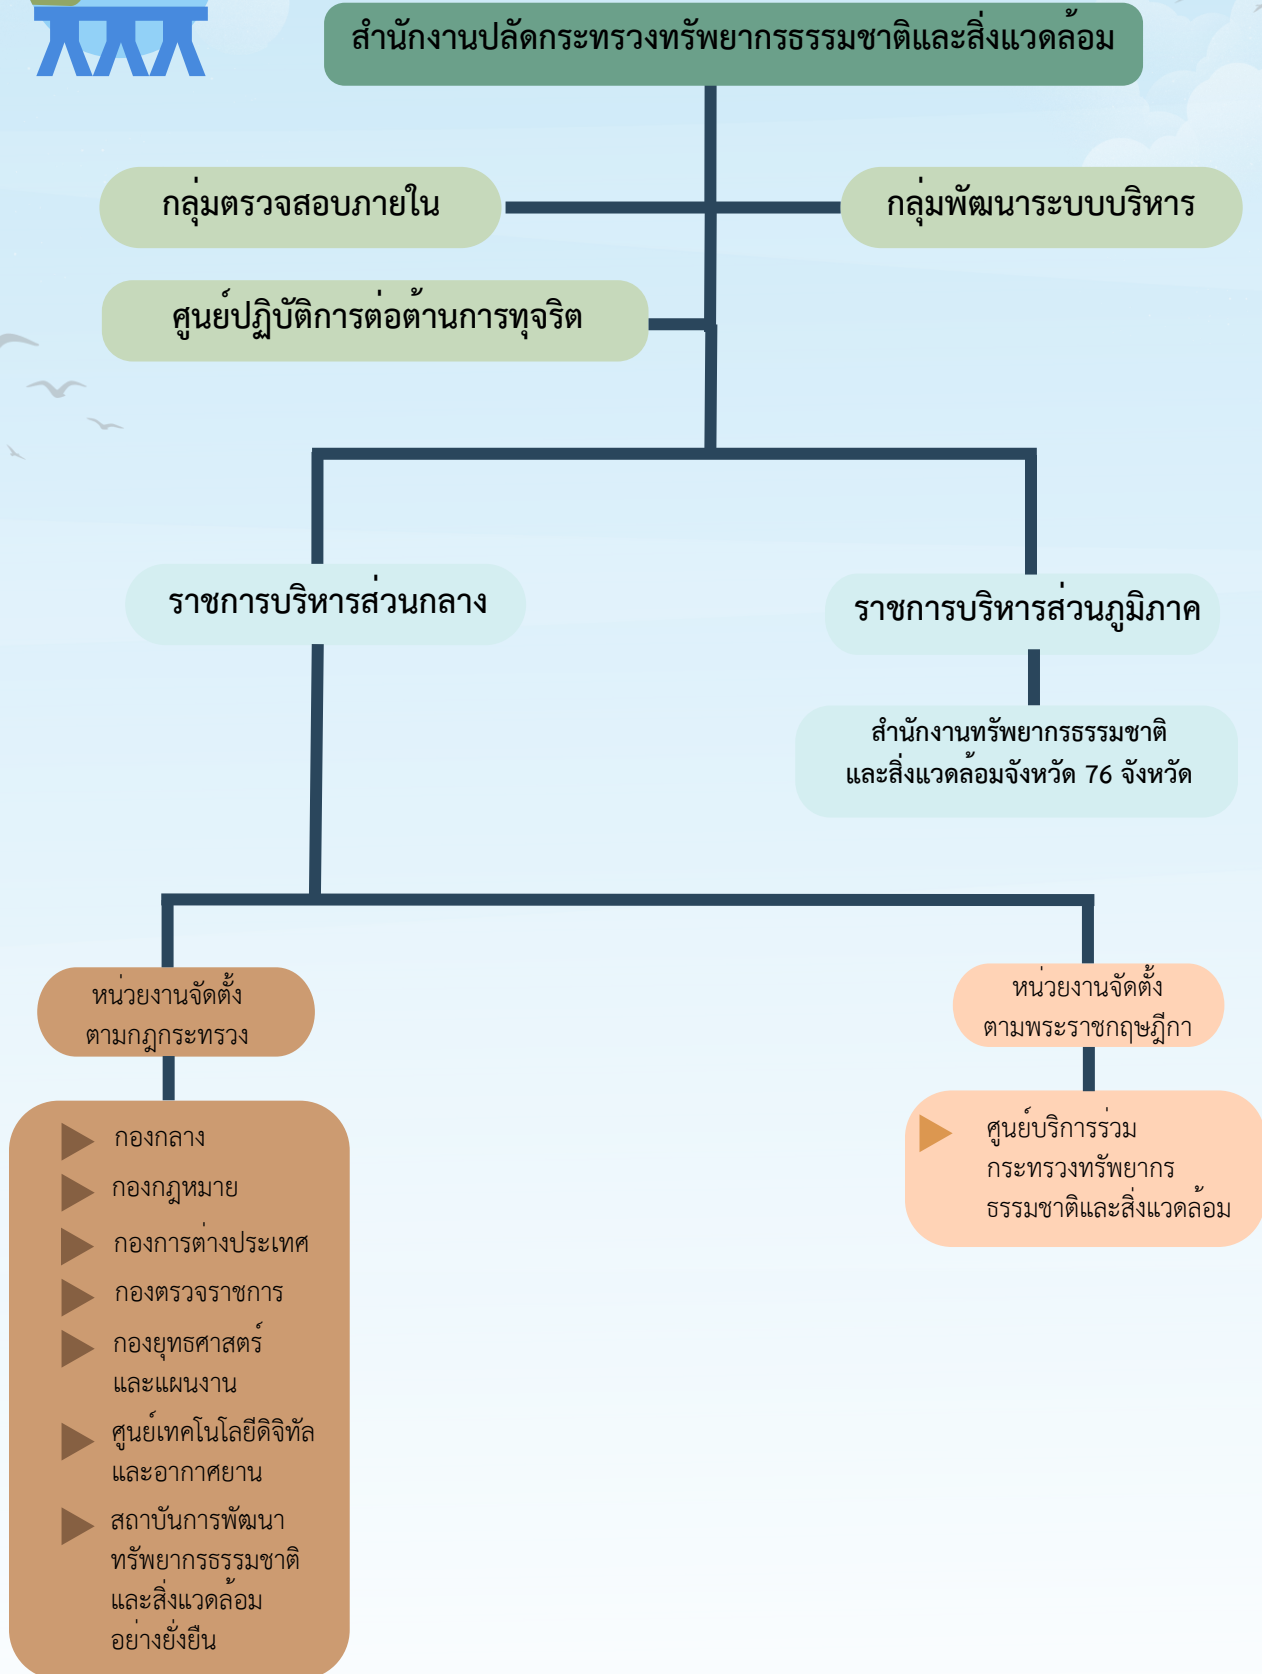 สำนักงานปลัดกระทรวงทรัพยากรธรรมชาติและสิ่งแวดล้อม
กลุ่มตรวจสอบภายใน
กลุ่มพัฒนาระบบบริหาร
ศูนย์ปฏิบัติการต่อต้านการทุจริต
ราชการบริหารส่วนกลาง
ราชการบริหารส่วนภูมิภาค
สำนักงานทรัพยากรธรรมชาติ
และสิ่งแวดล้อมจังหวัด 76 จังหวัด
หน่วยงานจัดตั้ง
ตามกฎกระทรวง
หน่วยงานจัดตั้ง
ตามพระราชกฤษฎีกา
กองกลาง
กองกฎหมาย
กองการต่างประเทศ
กองตรวจราชการ
กองยุทธศาสตร์
และแผนงาน
ศูนย์เทคโนโลยีดิจิทัล
และอากาศยาน
สถาบันการพัฒนา
ทรัพยากรธรรมชาติ
และสิ่งแวดล้อม
อย่างยั่งยืน
ศูนย์บริการร่วม
กระทรวงทรัพยากร
ธรรมชาติและสิ่งแวดล้อม